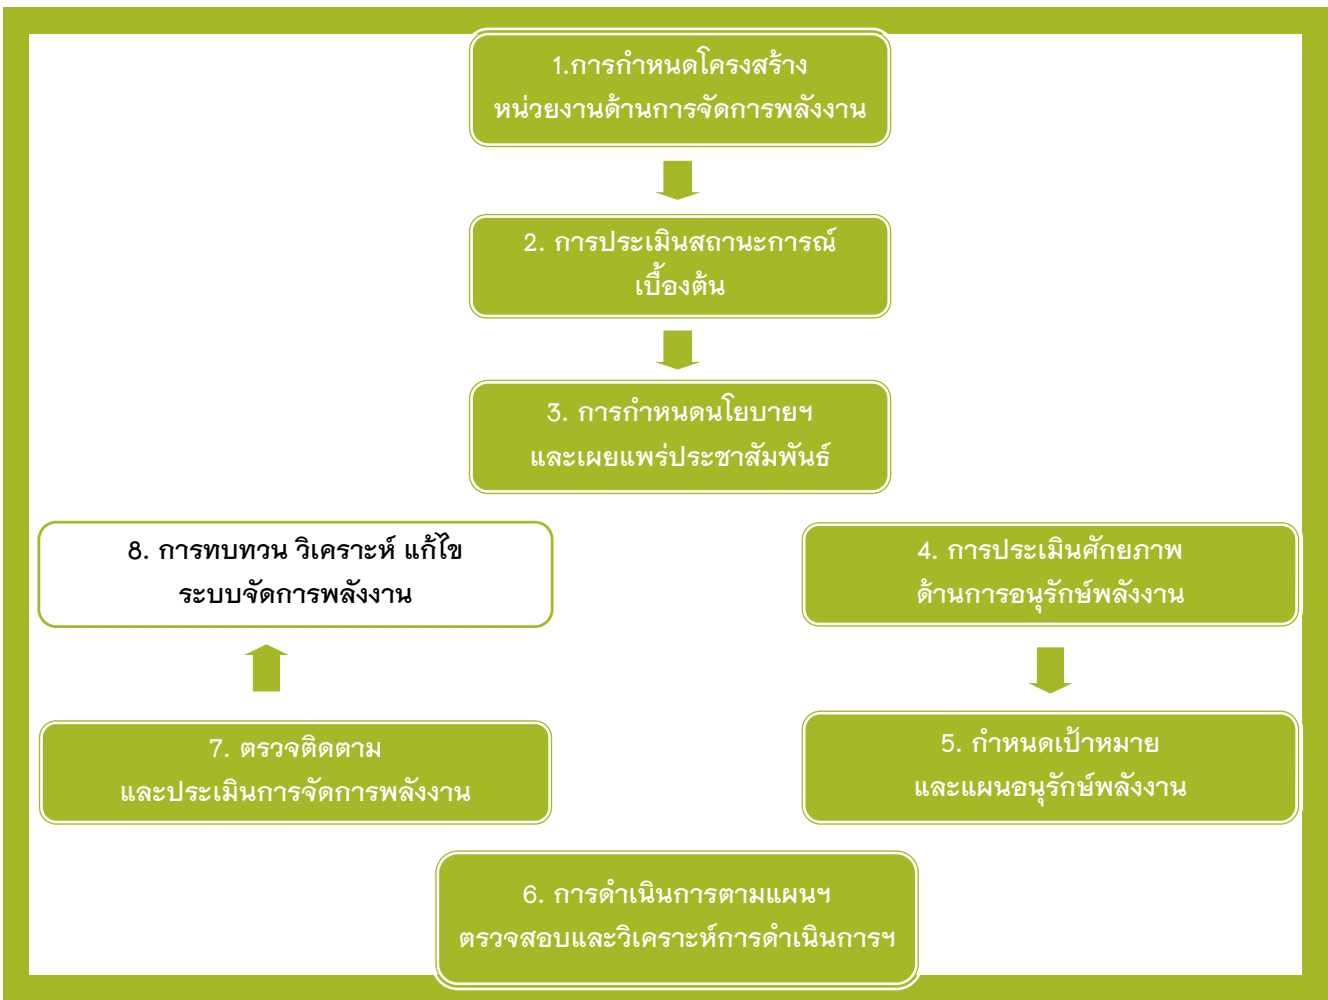 1.การกำหนดโครงสร้าง
หน่วยงานด้านการจัดการพลังงาน
2. การประเมินสถานะการณ์
เบื้องต้น
3. การกำหนดนโยบายฯ
และเผยแพร่ประชาสัมพันธ์
4. การประเมินศักยภาพ
ด้านการอนุรักษ์พลังงาน
5. กำหนดเป้าหมาย
และแผนอนุรักษ์พลังงาน
6. การดำเนินการตามแผนฯ
ตรวจสอบและวิเคราะห์การดำเนินการฯ
7. ตรวจติดตาม
และประเมินการจัดการพลังงาน
8. การทบทวน วิเคราะห์ แก้ไข
ระบบจัดการพลังงาน